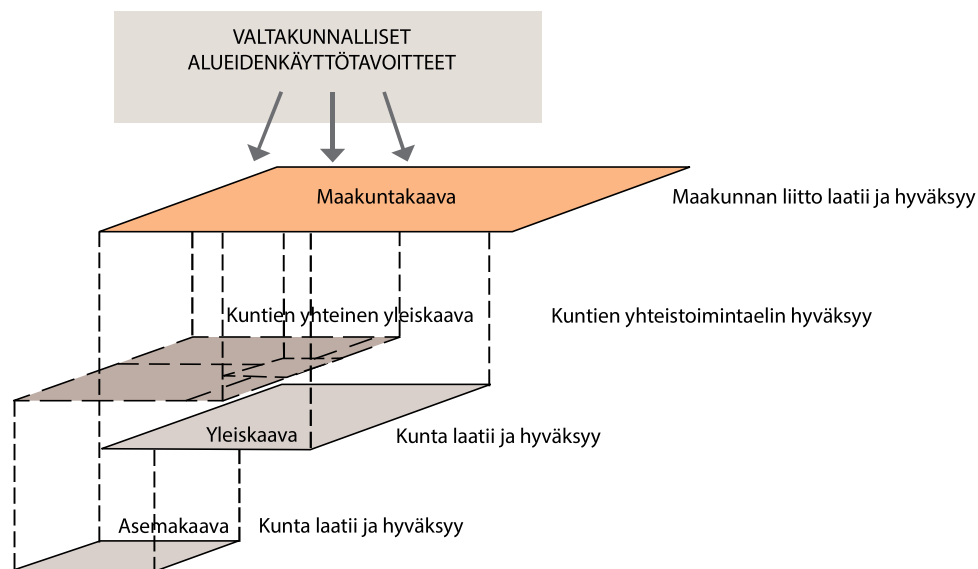 VALTAKUNNALLISET
ALUEIDENKÄYTTÖTAVOITTEET
Maakuntakaava
Maakunnan liitto laatii ja hyväksyy
Kuntien yhteinen yleiskaava
Kuntien yhteistoimintaelin hyväksyy
Yleiskaava
Kunta laatii ja hyväksyy
Asemakaava
Kunta laatii ja hyväksyy